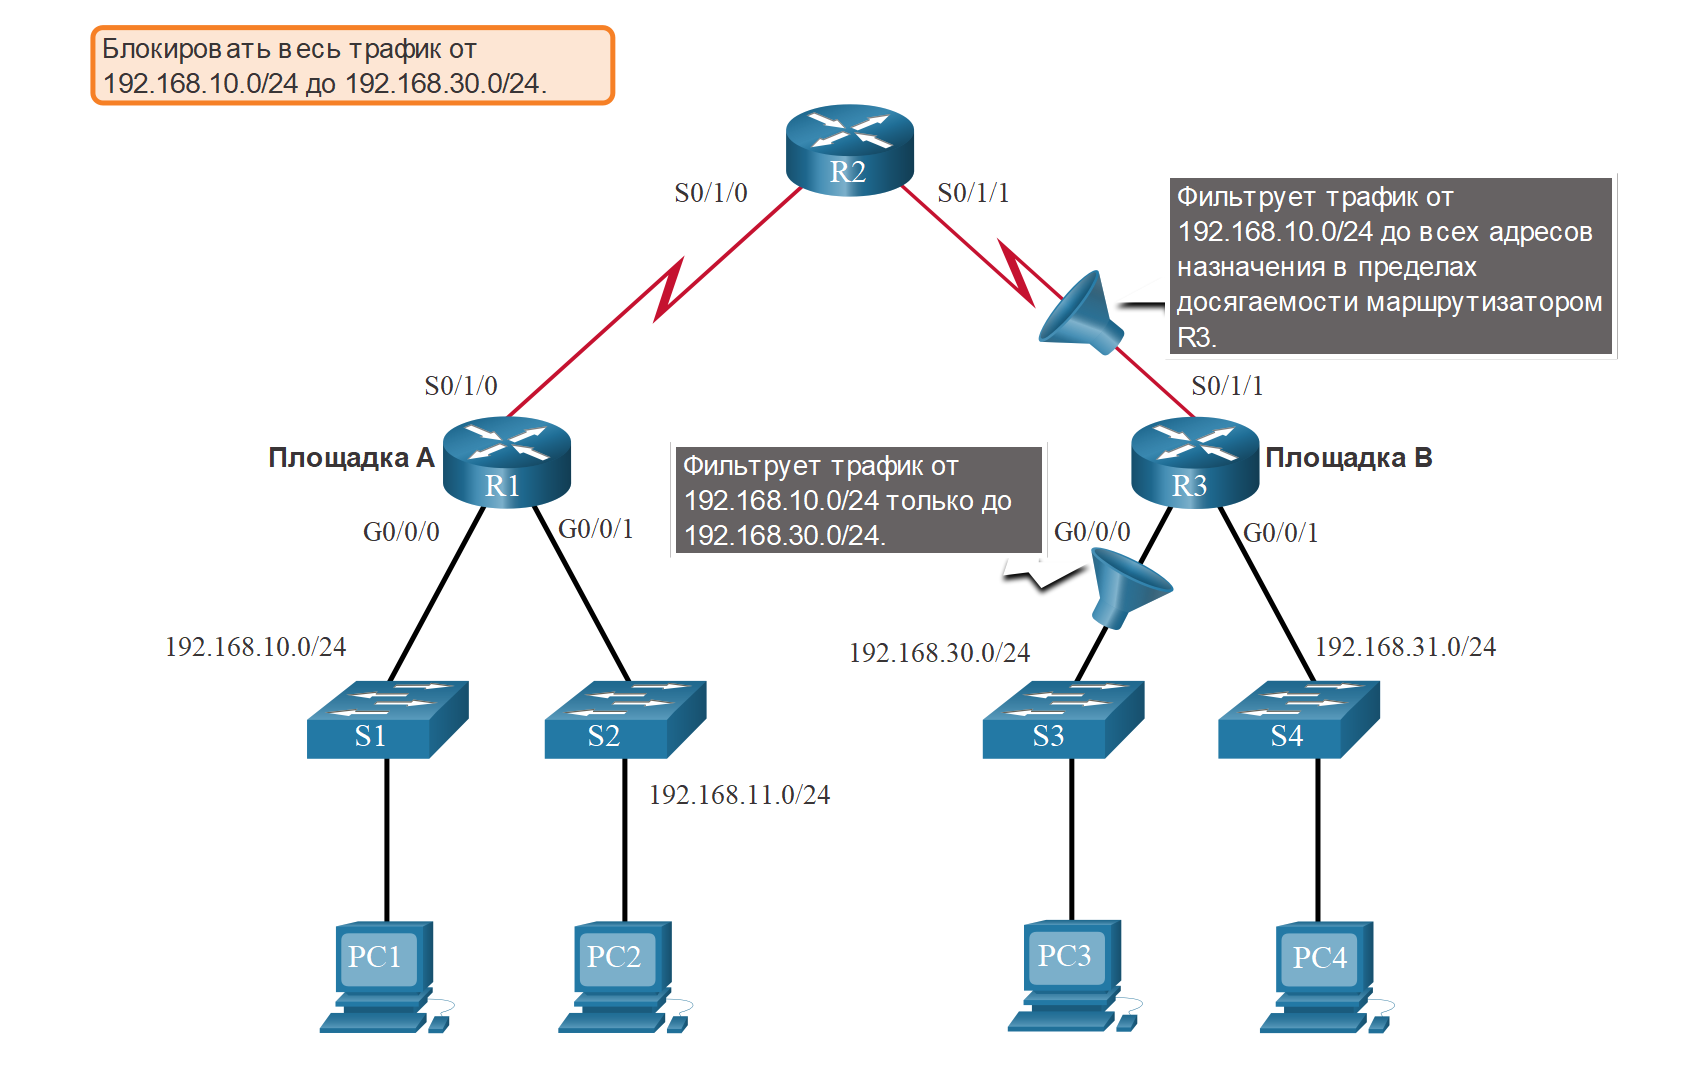 Блокировать весь трафик от
192.168.10.0/24 до 192.168.30.0/24.
R2
S0/1/0
S0/1/1
Фильтрует трафик от
192.168.10.0/24 до всех адресов
назначения в пределах
досягаемости маршрутизатором
R3.
S0/1/0
S0/1/1
Площадка A
R1
Фильтрует трафик от
192.168.10.0/24 только до
192.168.30.0/24.
R3
Площадка B
G0/0/0
G0/0/1
G0/0/0
G0/0/1
192.168.10.0/24
192.168.30.0/24
192.168.31.0/24
S1
S2
S3
S4
192.168.11.0/24
PC1
PC2
PC3
PC4